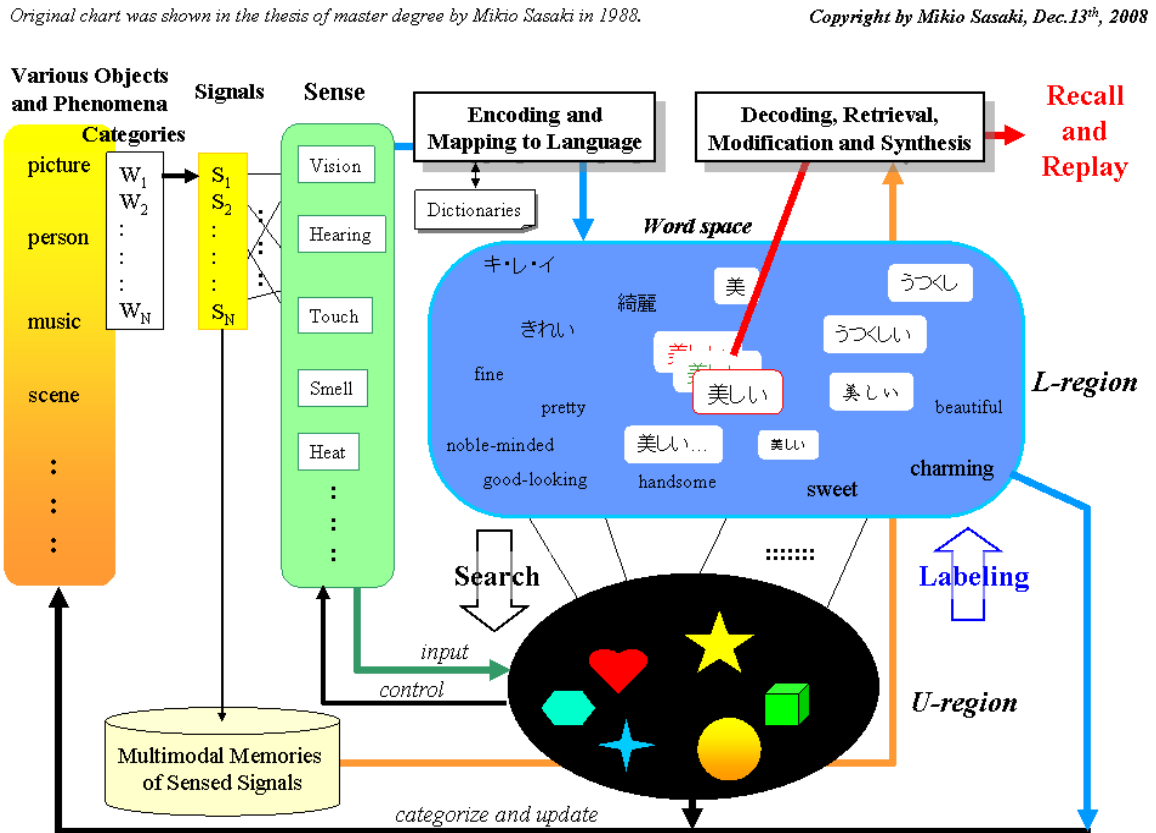 Original chart was shown in the thesis of master degree by Mikio Sasaki in 1988.
Copyright by Mikio Sasaki, Dec.13th, 2008
Various Objects
and Phenomena
Categories
Signals
Sense
Encoding and
Mapping to Language
Decoding, Retrieval,
Modification and Synthesis
Recall
and
Replay
picture
person
music
scene
:
:
W1
W2
:
:
WN
S1
S2
:
:
SN
:
:
Vision
Hearing
Touch
Smell
Heat
:
:
Dictionaries
Word space
キ・レ・イ
綺麗
きれい
美
うつくし
うつくしい
美しい
美しい
美しい
美しい
fine
pretty
beautiful
noble-minded
美しい…
美しい
charming
good-looking
handsome
sweet
L-region
Search
.......
Labeling
input
control
U-region
Multimodal Memories
of Sensed Signals
categorize and update